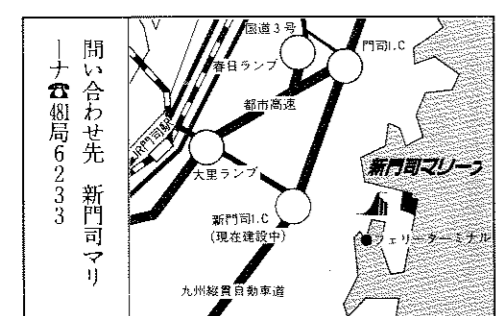 問い合わせ先　新門司マリ
ーナ☎481局6233
国道3号
門司I.C
春日ランプ
都市高速
JR門司駅
大里ランプ
新門司マリーナ
新門司I.C
(現在建設中)
フェリーターミナル
九州縦貫自動車道